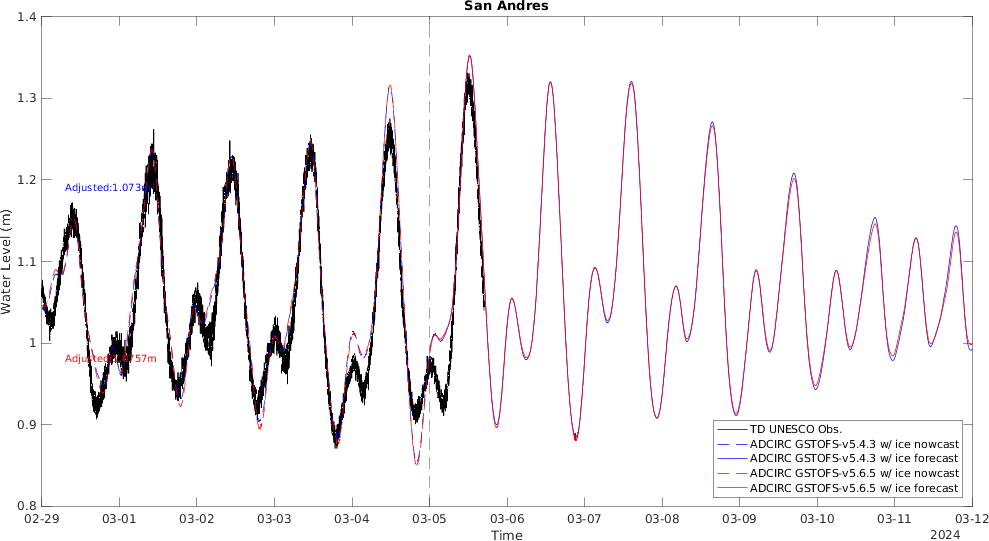 San Andres
Water Level (m)
1.4
1.3
1.2
1.1
1
0.9
0.8
Adjusted:1.073m
02-29
03-01
03-02
03-03
03-04
03-05
03-06
03-07
03-08
03-09
03-10
03-11
03-12
Time
2024
TD UNESCO Obs.
ADCIRC GSTOFS-v5.4.3 w/ ice nowcast
ADCIRC GSTOFS-v5.4.3 w/ ice forecast
ADCIRC GSTOFS-v5.6.5 w/ ice nowcast
ADCIRC GSTOFS-v5.6.5 w/ ice forecast